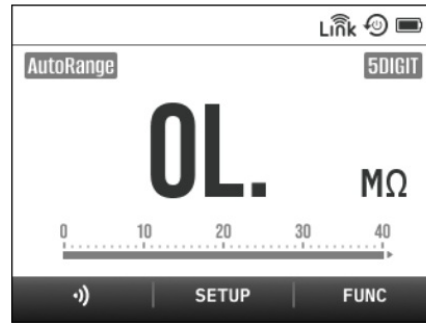 Link
AutoRange 5DIGIT
0L. MΩ
0 10 20 30 40
SETUP FUNC